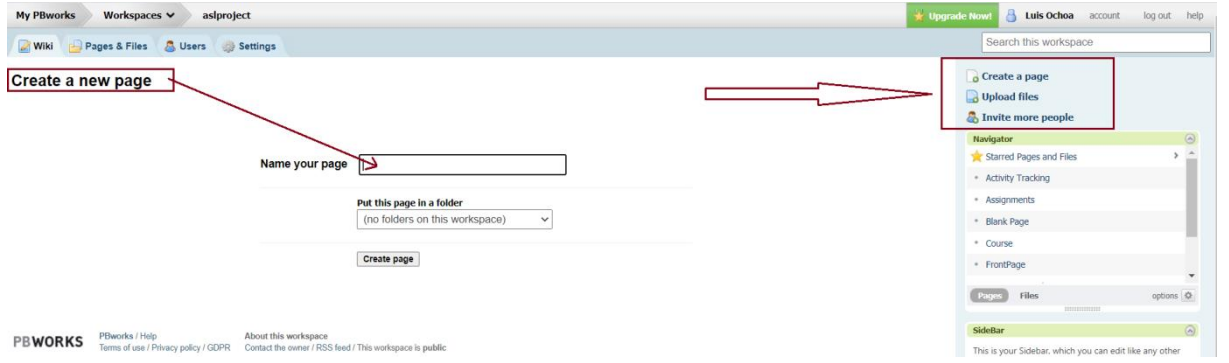 My PBworks Workspaces aslproject Upgrade Now! Luis Ochoa account log out help
Wiki Pages & Files Users Settings Search this workspace
Create a new page
Name your page
Put this page in a folder
(no folders on this workspace)
Create page
Create a page
Upload files
Invite more people
Navigator
Starred Pages and Files
Activity Tracking
Assignments
Blank Page
Course
FrontPage
Pages Files options
SideBar
This is your Sidebar, which you can edit like any other
PBWORKS
PBworks / Help
Terms of use / Privacy policy / GDPR
About this workspace
Contact the owner / RSS feed / This workspace is public